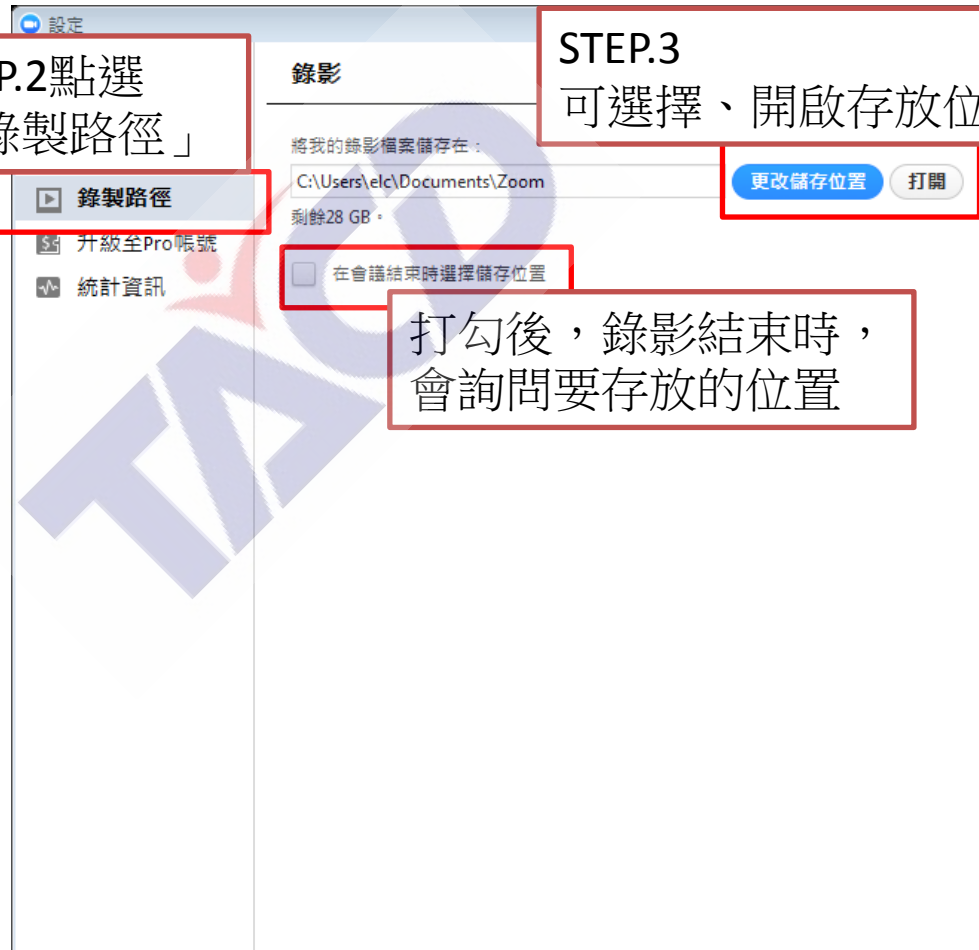 設定
P.2點選
錄製路徑」
STEP.3
可選擇、開啟存放位
錄影
將我的錄影檔案儲存在：
C:\Users\elc\Documents\Zoom
更改儲存位置
打開
錄製路徑
剩餘28 GB。
升級至Pro帳號
在會議結束時選擇儲存位置
統計資訊
打勾後，錄影結束時，
會詢問要存放的位置
TACD